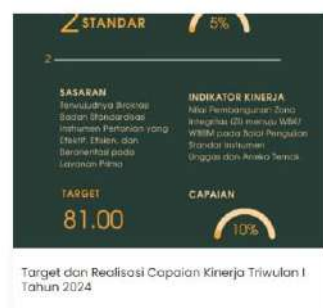 2 STANDAR
5%
2
SASARAN
Terwujudnya Birokrasi
Badan Standardisasi
Instrumen Pertanian yang
Efektif, Efisien, dan
Berorientasi pada
Layanan Prima
INDIKATOR KINERJA
Nilai Pembangunan Zona
Integritas (ZI) menuju WBK/
WBBM pada Balai Pengujian
Standar Instrumen
Unggas dan Aneka Ternak
TARGET
81.00
CAPAIAN
10%
Target dan Realisasi Capaian Kinerja Triwulan I
Tahun 2024